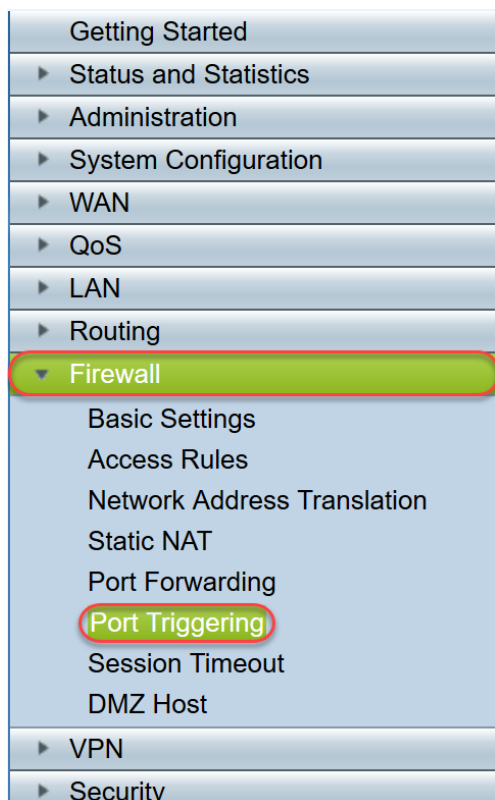 Getting Started
Status and Statistics
Administration
System Configuration
WAN
QoS
LAN
Routing
Firewall
Basic Settings
Access Rules
Network Address Translation
Static NAT
Port Forwarding
Port Triggering
Session Timeout
DMZ Host
VPN
Security